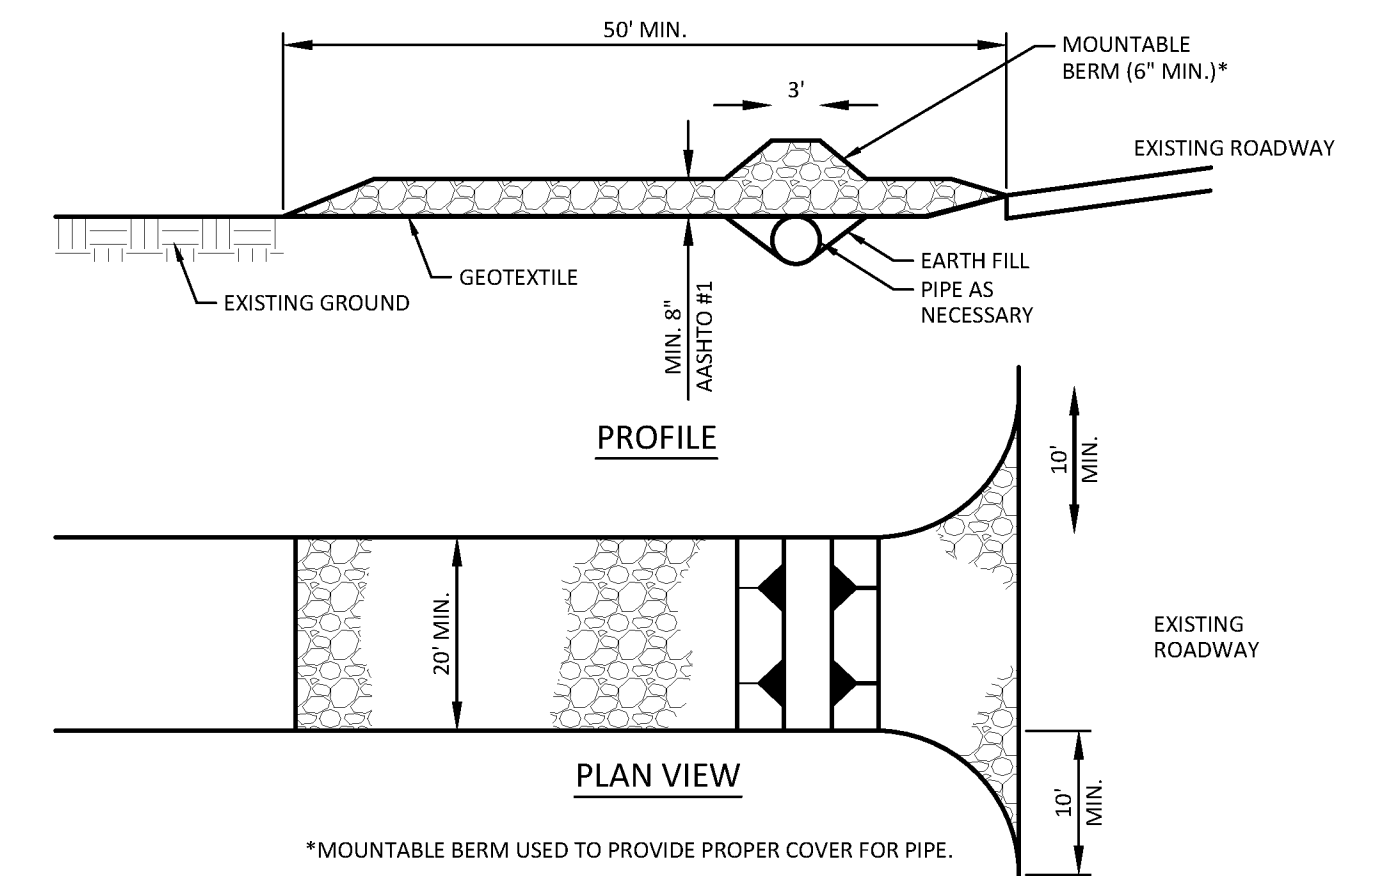 50' MIN.
MOUNTABLE
BERM (6" MIN.)*
3'
EXISTING ROADWAY
GEOTEXTILE
EXISTING GROUND
EARTH FILL
PIPE AS
NECESSARY
MIN. 8"
AASHTO #1
PROFILE
10'
MIN.
20' MIN.
EXISTING
ROADWAY
PLAN VIEW
10'
MIN.
*MOUNTABLE BERM USED TO PROVIDE PROPER COVER FOR PIPE.